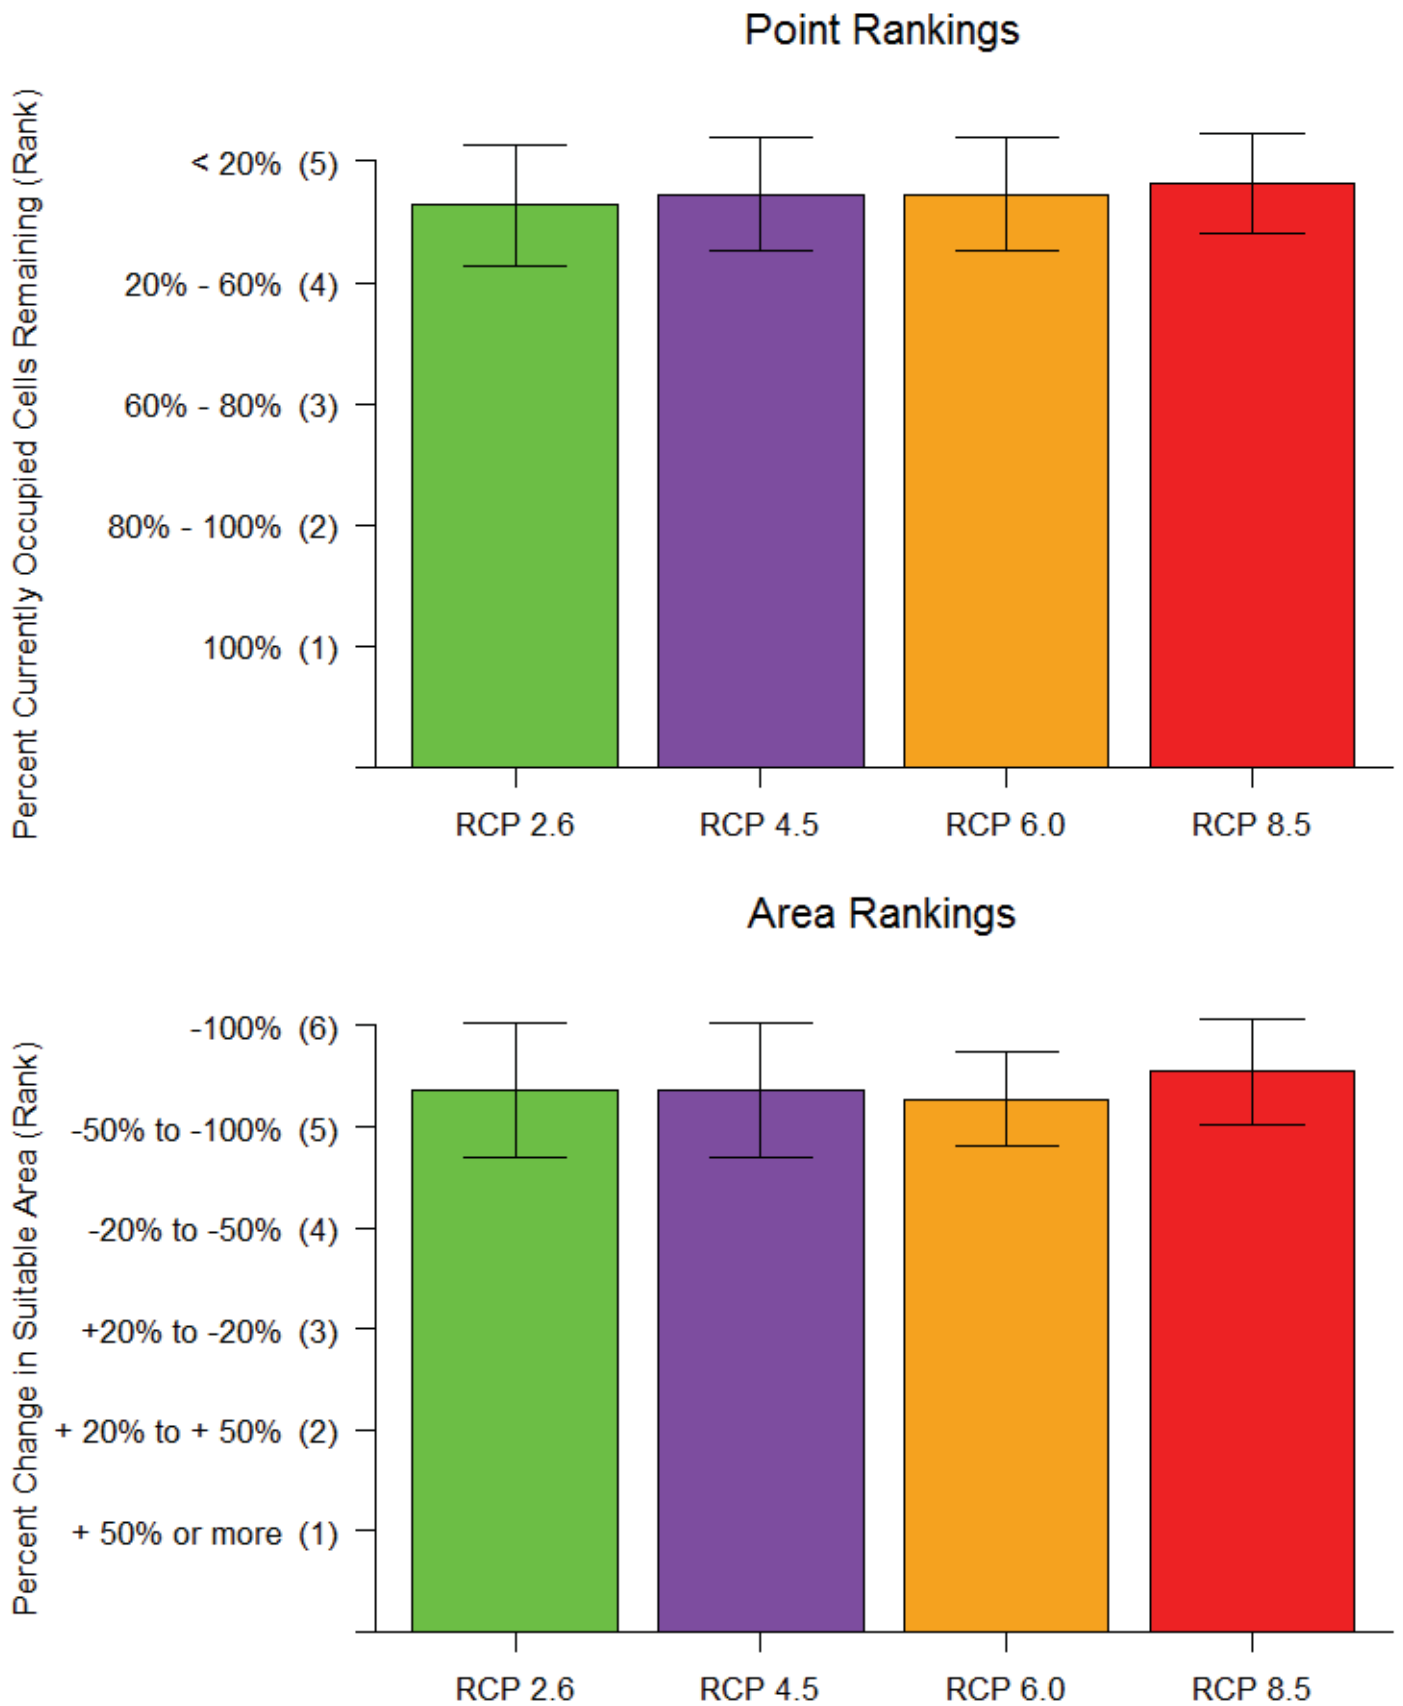 Point Rankings
Percent Currently Occupied Cells Remaining (Rank)
< 20% (5)
20% - 60% (4)
60% - 80% (3)
80% - 100% (2)
100% (1)
RCP 2.6 RCP 4.5 RCP 6.0 RCP 8.5
Area Rankings
Percent Change in Suitable Area (Rank)
-100% (6)
-50% to -100% (5)
-20% to -50% (4)
+20% to -20% (3)
+ 20% to + 50% (2)
+ 50% or more (1)
RCP 2.6 RCP 4.5 RCP 6.0 RCP 8.5